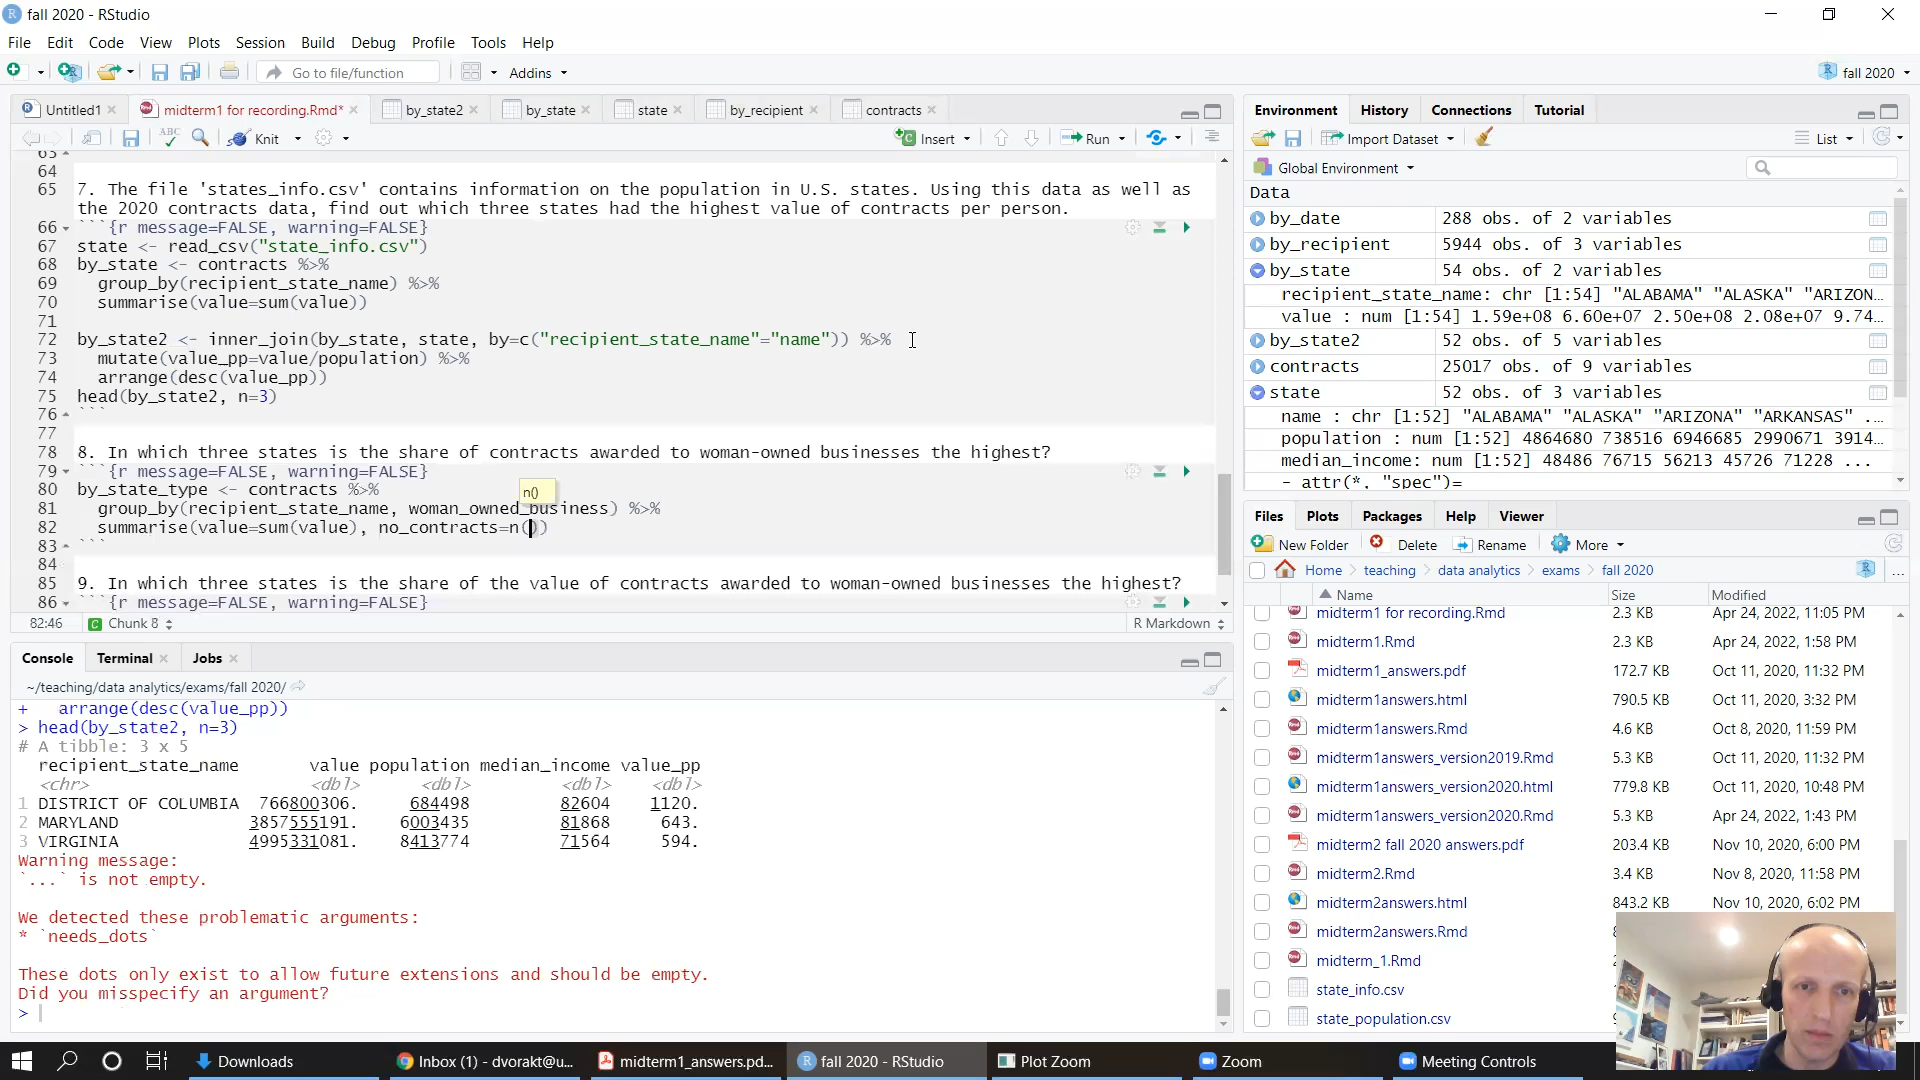 fall 2020 - RStudio
File Edit Code View Plots Session Build Debug Profile Tools Help
Go to file/function Addins fall 2020
Untitled1 midterm1 for recording.Rmd* by_state2 by_state state by_recipient contracts
ABC Knit Insert Run
63
64
65 7. The file 'states_info.csv' contains information on the population in U.S. states. Using this data as well as
the 2020 contracts data, find out which three states had the highest value of contracts per person.
66 ```{r message=FALSE, warning=FALSE}
67 state <- read_csv("state_info.csv")
68 by_state <- contracts %>%
69 group_by(recipient_state_name) %>%
70 summarise(value=sum(value))
71
72 by_state2 <- inner_join(by_state, state, by=c("recipient_state_name"="name")) %>%
73 mutate(value_pp=value/population) %>%
74 arrange(desc(value_pp))
75 head(by_state2, n=3)
76 ```
77
78 8. In which three states is the share of contracts awarded to woman-owned businesses the highest?
79 ```{r message=FALSE, warning=FALSE}
80 by_state_type <- contracts %>%
n()
81 group_by(recipient_state_name, woman_owned_business) %>%
82 summarise(value=sum(value), no_contracts=n())
83 ```
84
85 9. In which three states is the share of the value of contracts awarded to woman-owned businesses the highest?
86 ```{r message=FALSE, warning=FALSE}
82:46 Chunk 8 R Markdown
Console Terminal Jobs
~/teaching/data analytics/exams/fall 2020/
+ arrange(desc(value_pp))
> head(by_state2, n=3)
# A tibble: 3 x 5
recipient_state_name value population median_income value_pp
<chr> <dbl> <dbl> <dbl> <dbl>
1 DISTRICT OF COLUMBIA 766800306. 684498 82604 1120.
2 MARYLAND 3857555191. 6003435 81868 643.
3 VIRGINIA 4995331081. 8413774 71564 594.
Warning message:
`...` is not empty.
We detected these problematic arguments:
* `needs_dots`
These dots only exist to allow future extensions and should be empty.
Did you misspecify an argument?
>
Environment History Connections Tutorial
Import Dataset List
Global Environment
Data
by_date 288 obs. of 2 variables
by_recipient 5944 obs. of 3 variables
by_state 54 obs. of 2 variables
recipient_state_name: chr [1:54] "ALABAMA" "ALASKA" "ARIZON…
value : num [1:54] 1.59e+08 6.60e+07 2.50e+08 2.08e+07 9.74…
by_state2 52 obs. of 5 variables
contracts 25017 obs. of 9 variables
state 52 obs. of 3 variables
name : chr [1:52] "ALABAMA" "ALASKA" "ARIZONA" "ARKANSAS" ...
population : num [1:52] 4864680 738516 6946685 2990671 3914…
median_income: num [1:52] 48486 76715 56213 45726 71228 ...
- attr(*, "spec")=
Files Plots Packages Help Viewer
New Folder Delete Rename More
Home teaching data analytics exams fall 2020 ...
Name Size Modified
midterm1 for recording.Rmd 2.3 KB Apr 24, 2022, 11:05 PM
midterm1.Rmd 2.3 KB Apr 24, 2022, 1:58 PM
midterm1_answers.pdf 172.7 KB Oct 11, 2020, 11:32 PM
midterm1answers.html 790.5 KB Oct 11, 2020, 3:32 PM
midterm1answers.Rmd 4.6 KB Oct 8, 2020, 11:59 PM
midterm1answers_version2019.Rmd 5.3 KB Oct 11, 2020, 11:32 PM
midterm1answers_version2020.html 779.8 KB Oct 11, 2020, 10:48 PM
midterm1answers_version2020.Rmd 5.3 KB Apr 24, 2022, 1:43 PM
midterm2 fall 2020 answers.pdf 203.4 KB Nov 10, 2020, 6:00 PM
midterm2.Rmd 3.4 KB Nov 8, 2020, 11:58 PM
midterm2answers.html 843.2 KB Nov 10, 2020, 6:02 PM
midterm2answers.Rmd
midterm_1.Rmd
state_info.csv
state_population.csv
Downloads Inbox (1) - dvorakt@u... midterm1_answers.pd... fall 2020 - RStudio Plot Zoom Zoom Meeting Controls